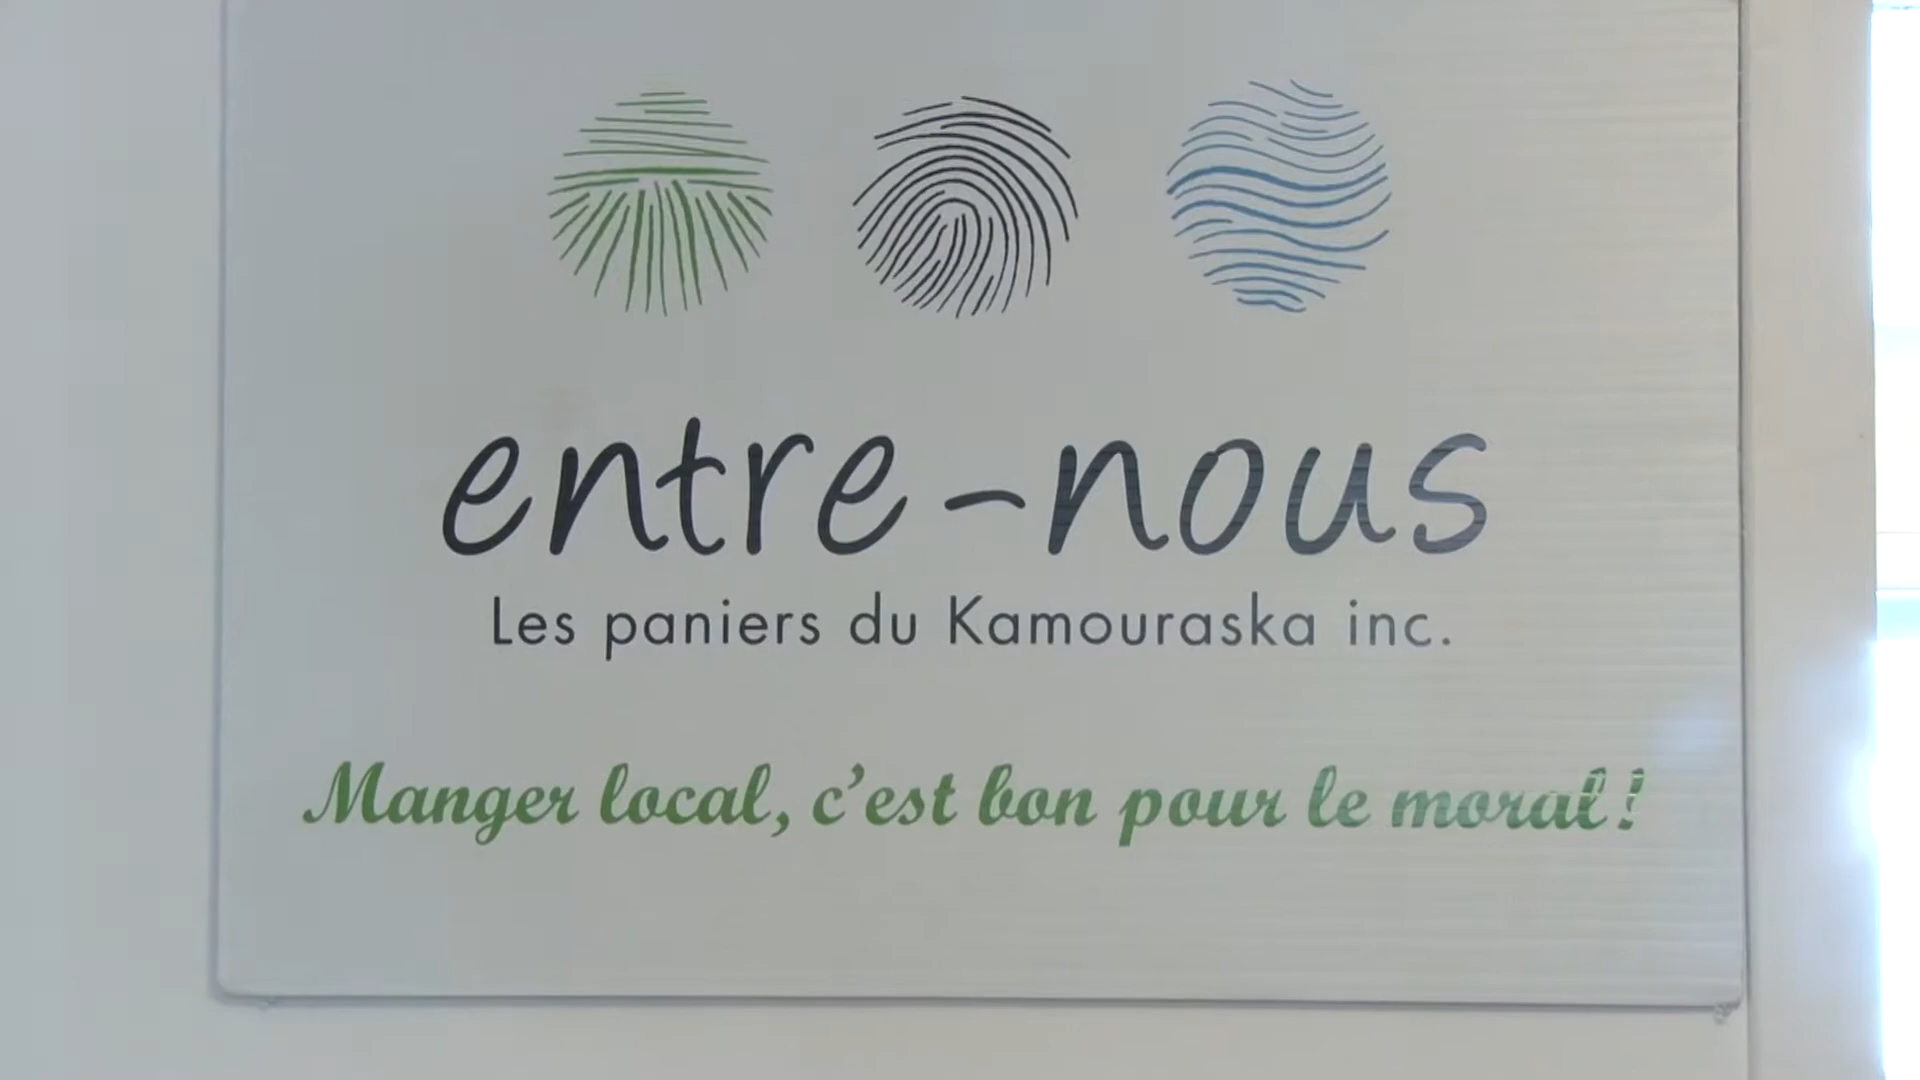 entre-nous
Les paniers du Kamouraska inc.
Manger local, c'est bon pour le moral!